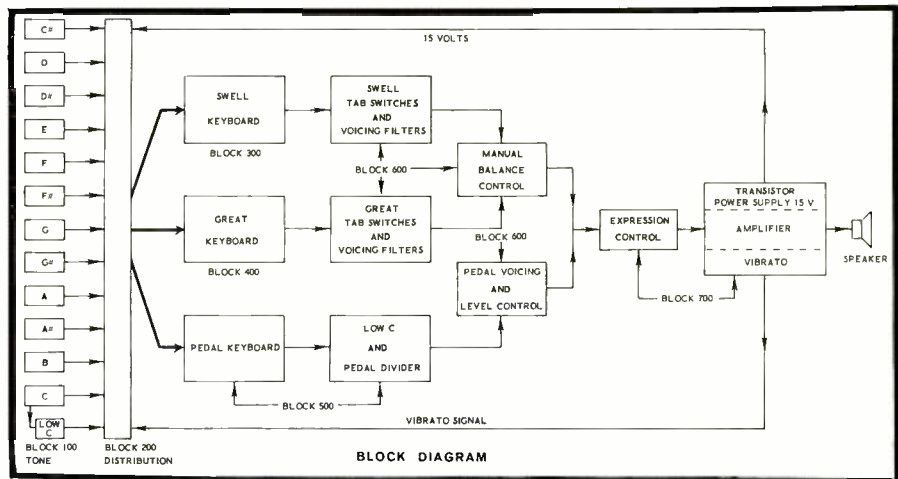 C#
D
D#
E
F
F#
G
G#
A
A#
B
C
LOW
C
BLOCK 100
TONE
BLOCK 200
DISTRIBUTION
15 VOLTS
SWELL
KEYBOARD
BLOCK 300
SWELL
TAB SWITCHES
AND
VOICING FILTERS
BLOCK 600
MANUAL
BALANCE
CONTROL
GREAT
KEYBOARD
BLOCK 400
GREAT
TAB SWITCHES
AND
VOICING FILTERS
BLOCK 600
PEDAL VOICING
AND
LEVEL CONTROL
PEDAL KEYBOARD
LOW C
AND
PEDAL DIVIDER
BLOCK 500
EXPRESSION
CONTROL
TRANSISTOR
POWER SUPPLY 15 V
AMPLIFIER
VIBRATO
BLOCK 700
SPEAKER
VIBRATO SIGNAL
BLOCK DIAGRAM